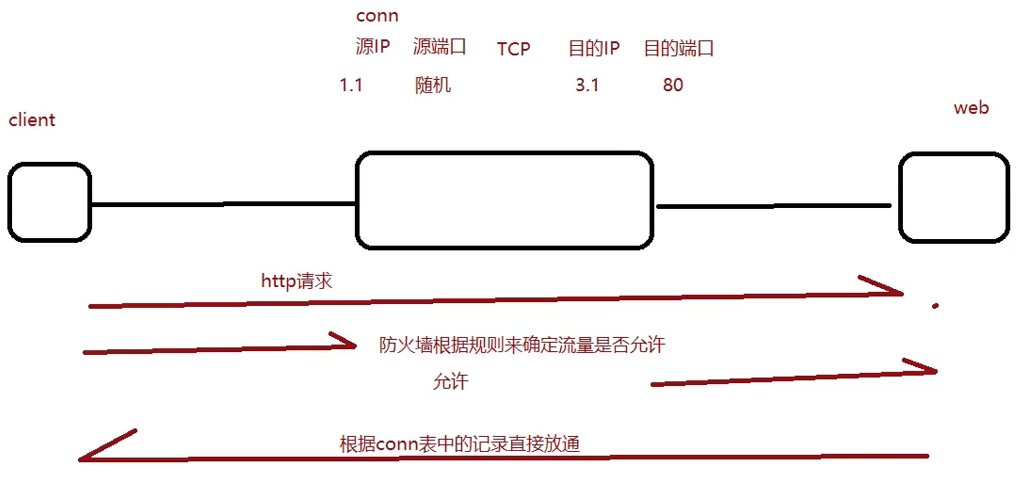 conn
源IP 源端口 TCP 目的IP 目的端口
1.1 随机 3.1 80
client
web
http请求
防火墙根据规则来确定流量是否允许
允许
根据conn表中的记录直接放通